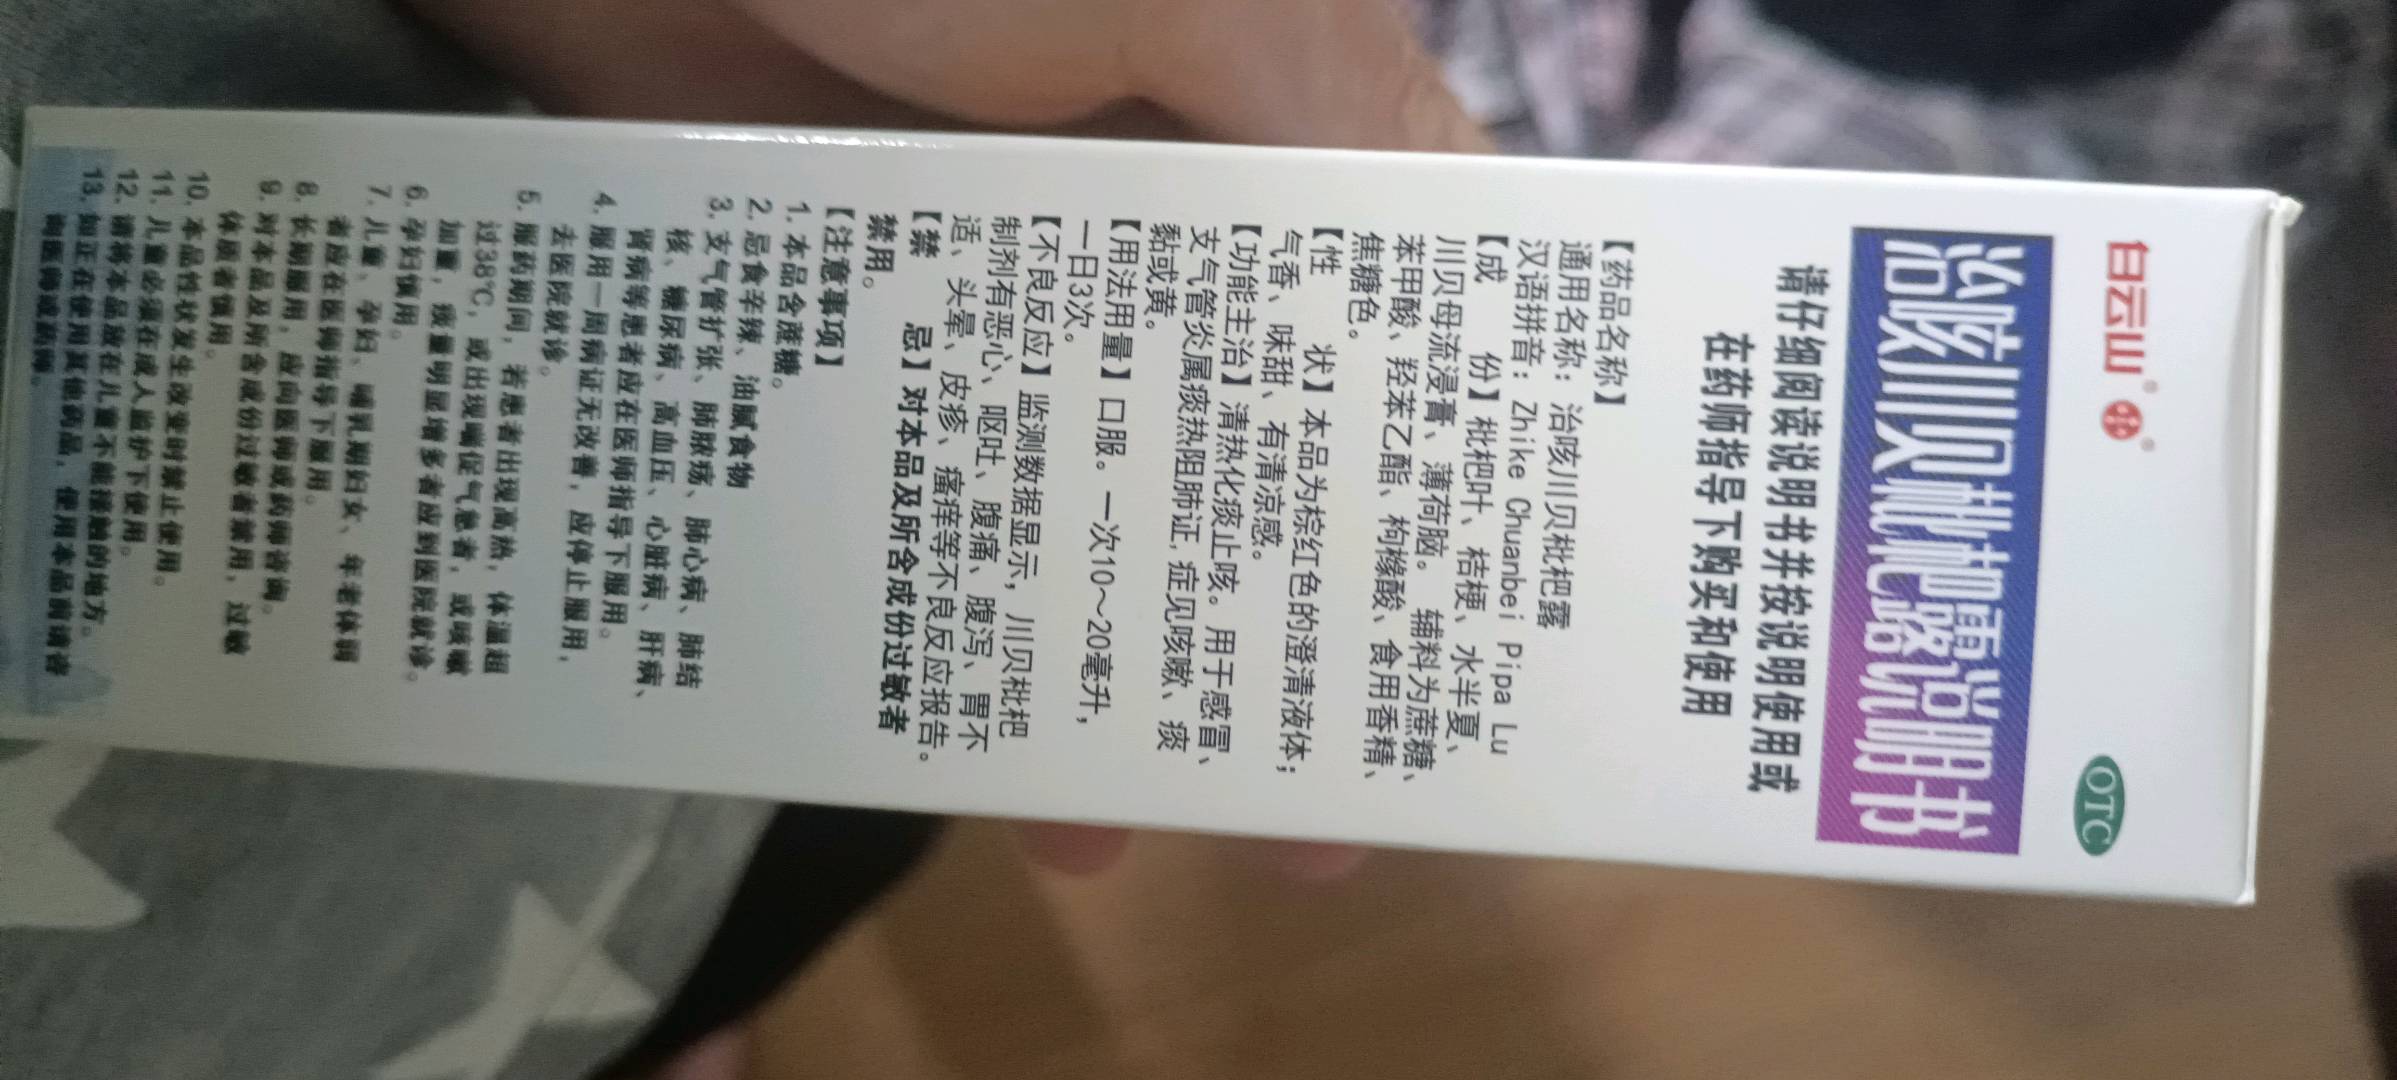 白云山
OTC
治咳川贝枇杷露说明书
请仔细阅读说明书并按说明使用或
在药师指导下购买和使用
【药品名称】
通用名称：治咳川贝枇杷露
汉语拼音：Zhike Chuanbei Pipa Lu
【成 份】枇杷叶、桔梗、水半夏、
川贝母流浸膏、薄荷脑。辅料为蔗糖、
苯甲酸、羟苯乙酯、枸橼酸、食用香精、
焦糖色。
【性 状】本品为棕红色的澄清液体；
气香、味甜、有清凉感。
【功能主治】清热化痰止咳。用于感冒、
支气管炎属痰热阻肺证，症见咳嗽、痰
黏或黄。
【用法用量】口服。一次10～20毫升，
一日3次。
【不良反应】监测数据显示，川贝枇杷
制剂有恶心、呕吐、腹痛、腹泻、胃不
适、头晕、皮疹、瘙痒等不良反应报告。
【禁 忌】对本品及所含成份过敏者
禁用。
【注意事项】
1. 本品含蔗糖。
2. 忌食辛辣、油腻食物
3. 支气管扩张、肺脓疡、肺心病、肺结
核、糖尿病、高血压、心脏病、肝病、
肾病等患者应在医师指导下服用。
4. 服用一周病证无改善，应停止服用，
去医院就诊。
5. 服药期间，若患者出现高热，体温超
过38℃，或出现喘促气急者，或咳嗽
加重，痰量明显增多者应到医院就诊。
6. 孕妇慎用。
7. 儿童、孕妇、哺乳期妇女、年老体弱
者应在医师指导下服用。
8. 长期服用，应向医师或药师咨询。
9. 对本品及所含成份过敏者禁用，过敏
体质者慎用。
10. 本品性状发生改变时禁止使用。
11. 儿童必须在成人监护下使用。
12. 请将本品放在儿童不能接触的地方。
13. 如正在使用其他药品，使用本品前请咨
询医师或药师。